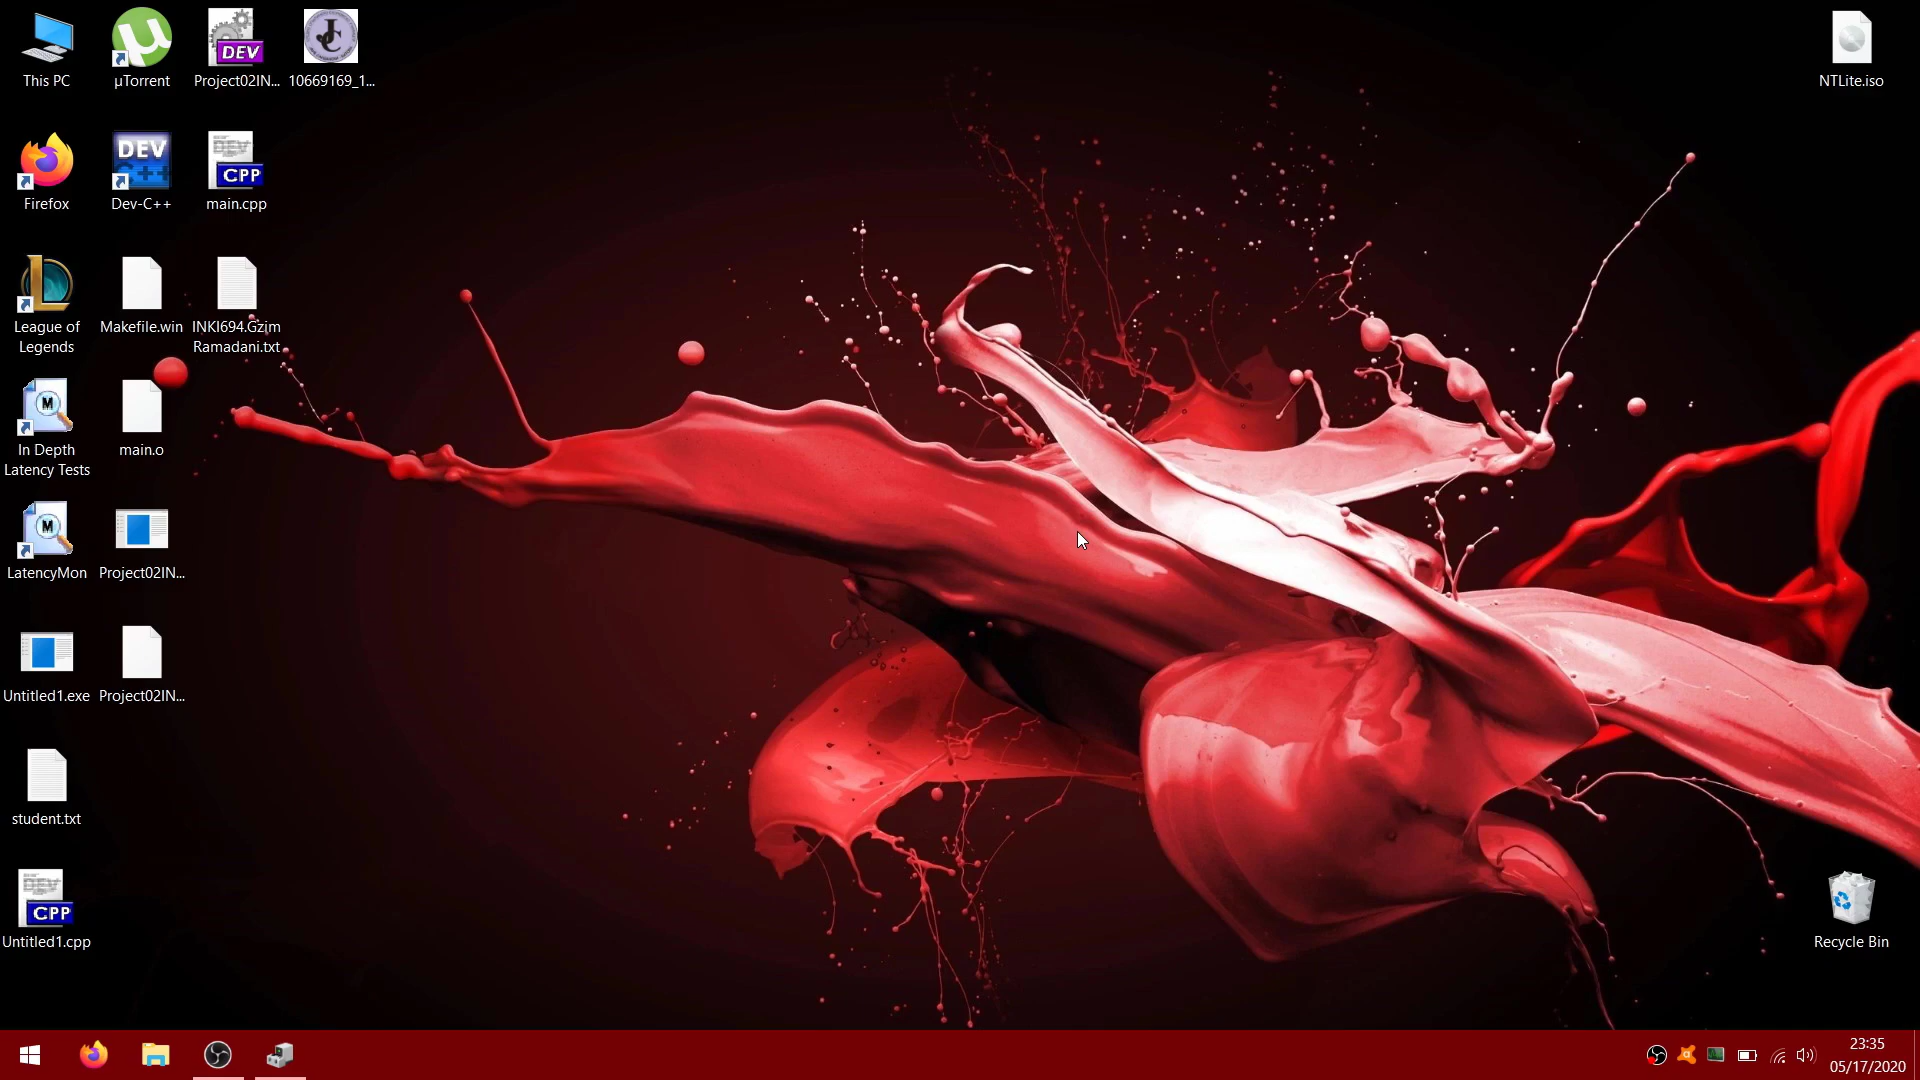 This PC
µTorrent
Project02IN...
10669169_1...
NTLite.iso
DEV
Firefox
DEV
C++
Dev-C++
DEV
CPP
main.cpp
League of
Legends
Makefile.win
INKI694.Gzim
Ramadani.txt
M
In Depth
Latency Tests
main.o
M
LatencyMon
Project02IN...
Untitled1.exe
Project02IN...
student.txt
CPP
Untitled1.cpp
Recycle Bin
23:35
05/17/2020